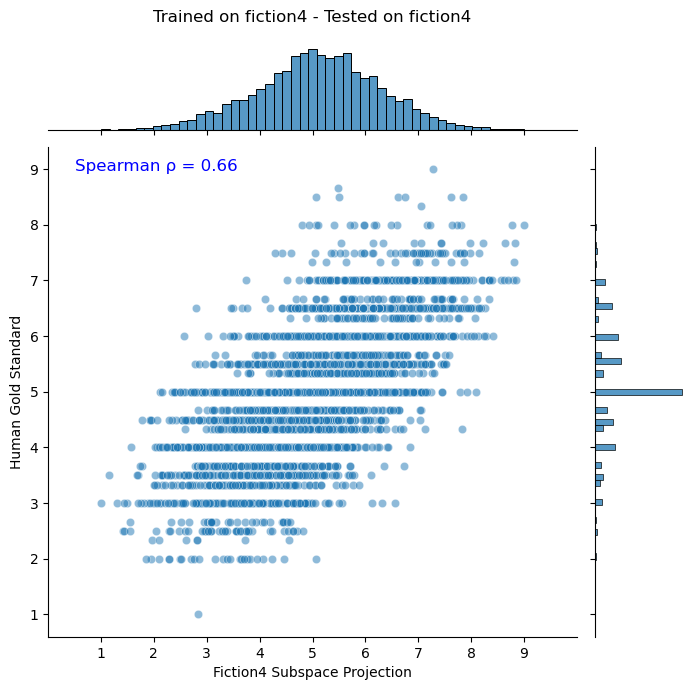 Trained on fiction4 - Tested on fiction4
Spearman ρ = 0.66
Human Gold Standard
9
8
7
6
5
4
3
2
1
1 2 3 4 5 6 7 8 9
Fiction4 Subspace Projection